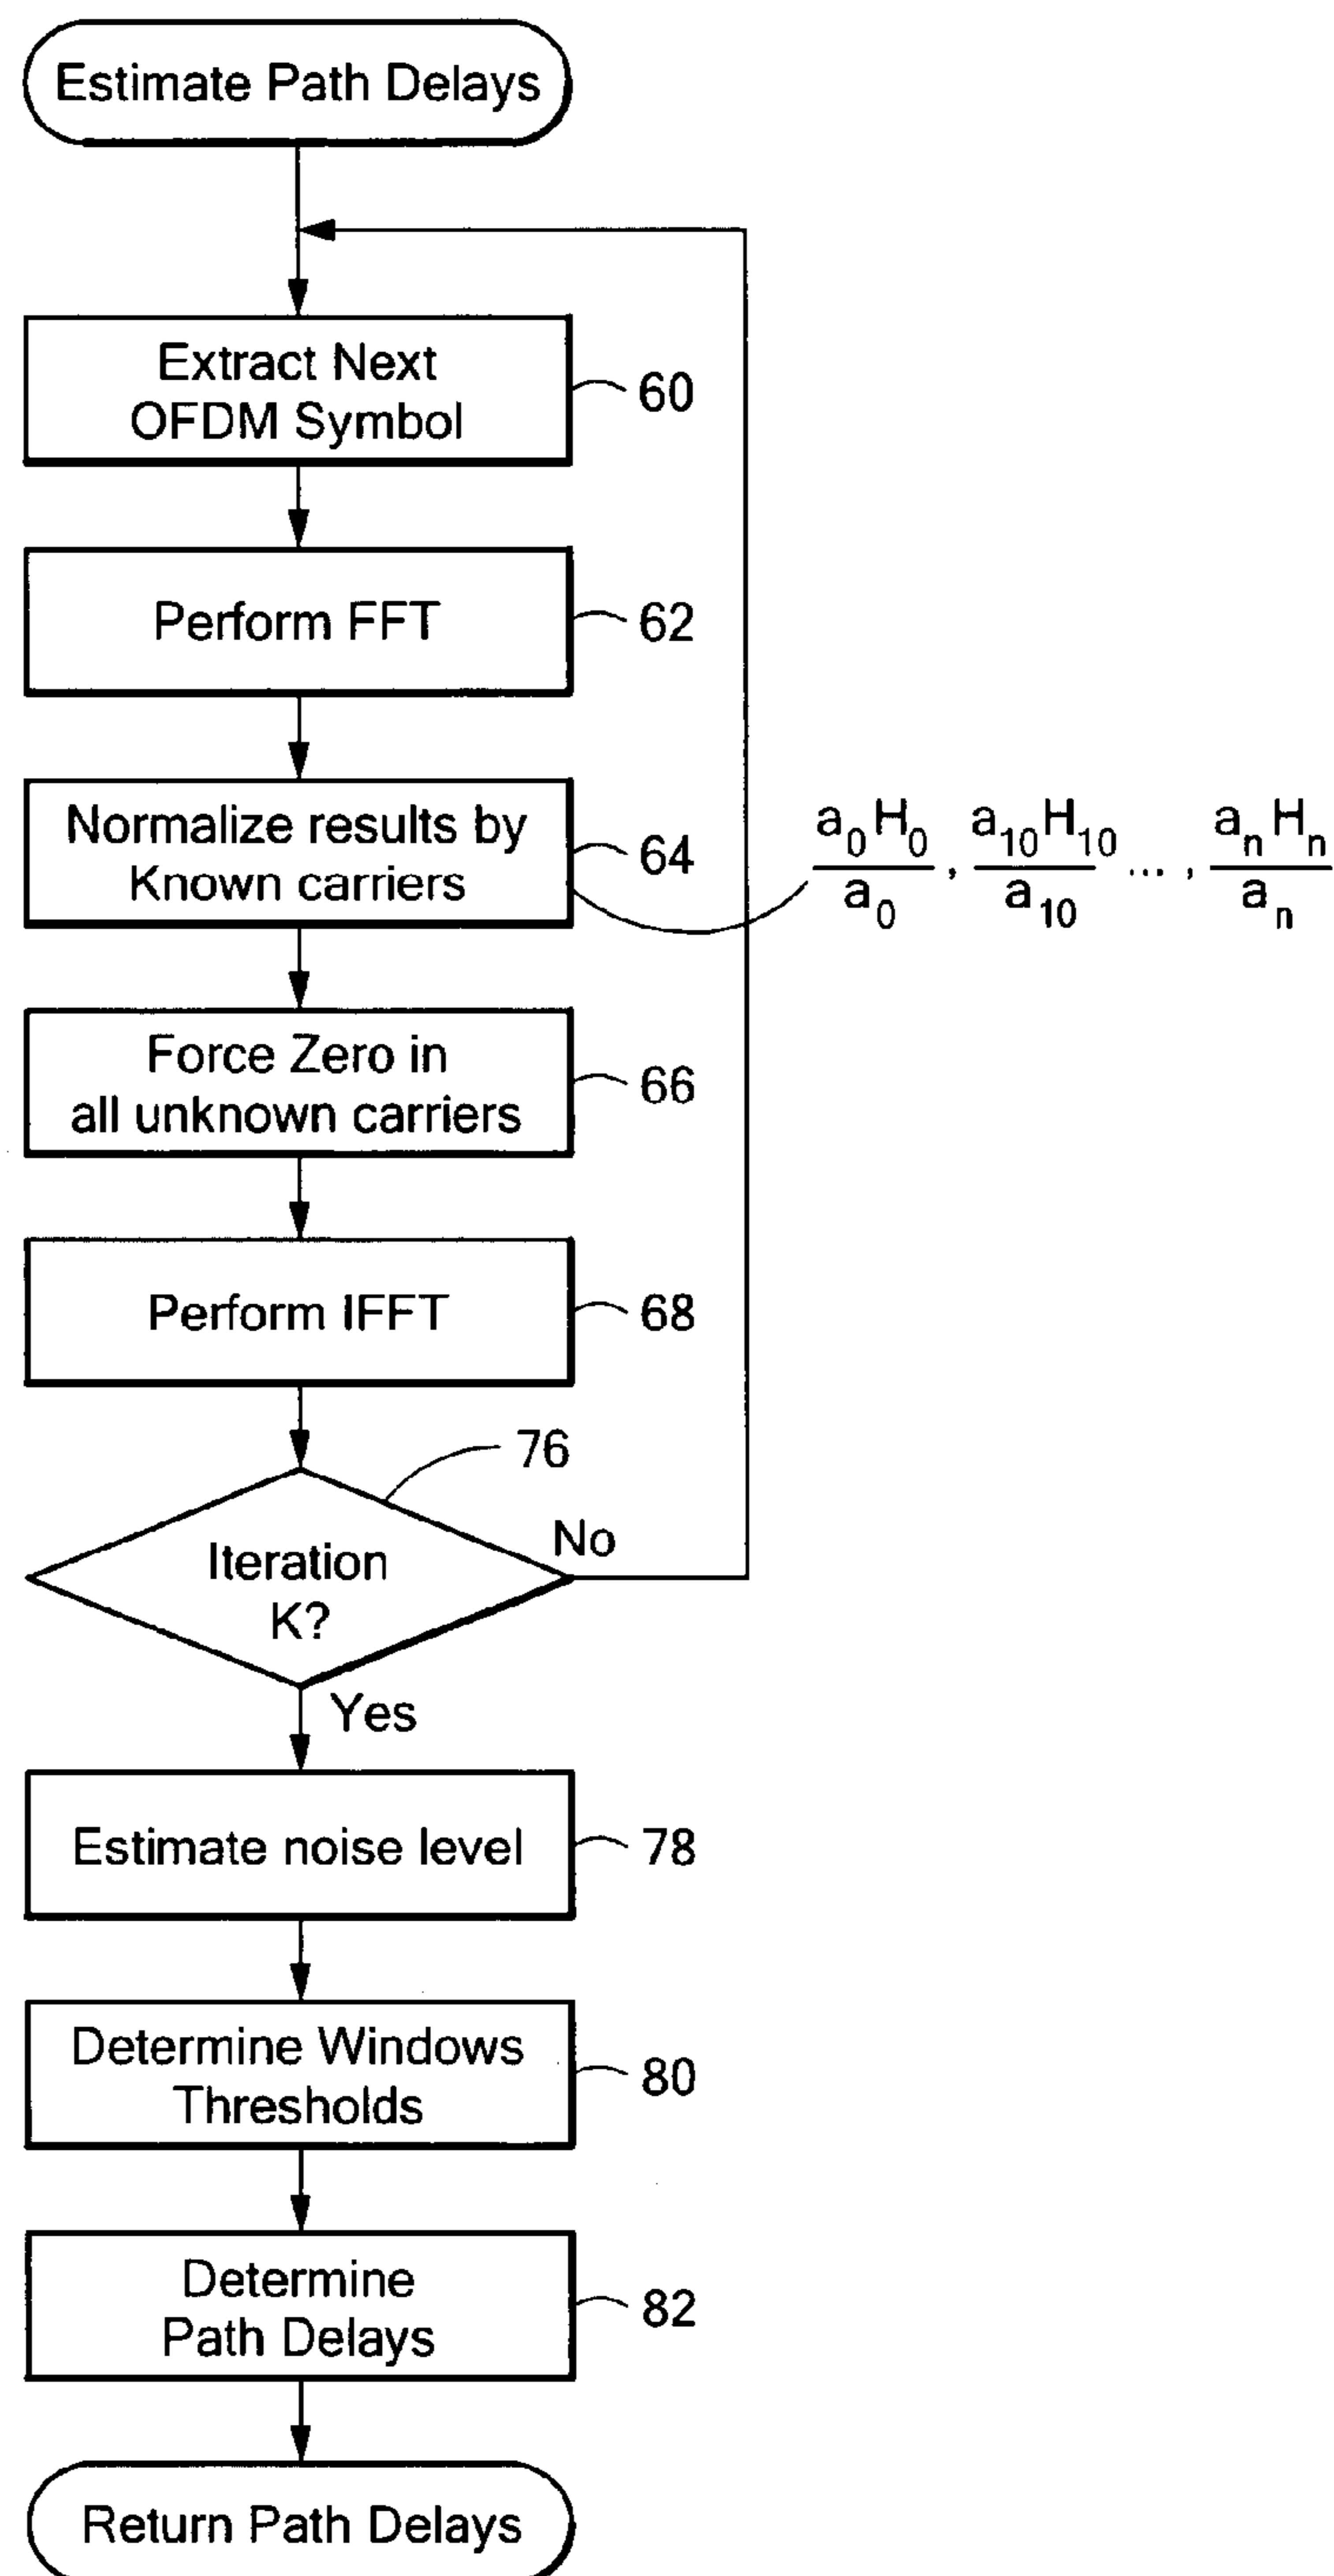 Estimate Path Delays
Extract Next
OFDM Symbol
60
Perform FFT
62
Normalize results by
Known carriers
64
a₀H₀/a₀, a₁₀H₁₀/a₁₀ ..., aₙHₙ/aₙ
Force Zero in
all unknown carriers
66
Perform IFFT
68
76
Iteration
K?
No
Yes
Estimate noise level
78
Determine Windows
Thresholds
80
Determine
Path Delays
82
Return Path Delays